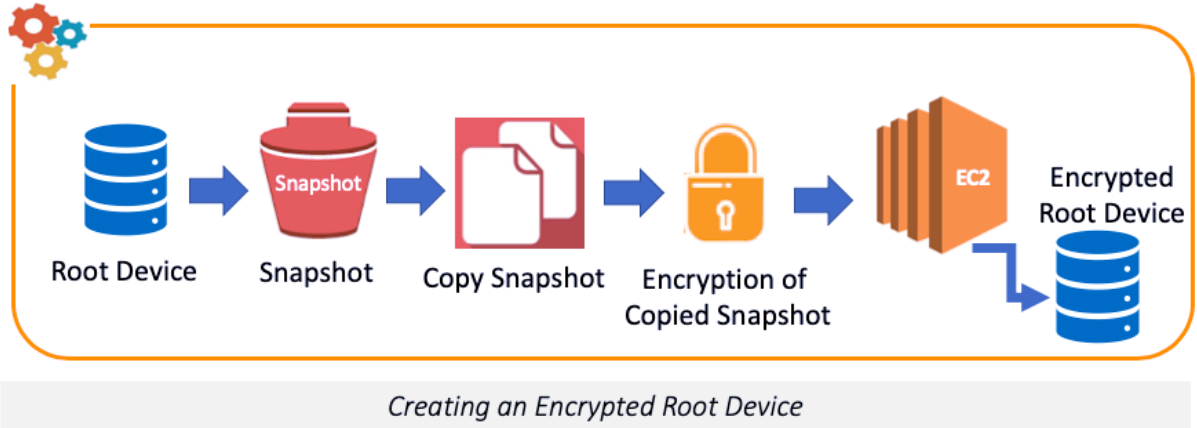 Snapshot
EC2
Encrypted
Root Device
Root Device
Snapshot
Copy Snapshot
Encryption of
Copied Snapshot
Creating an Encrypted Root Device